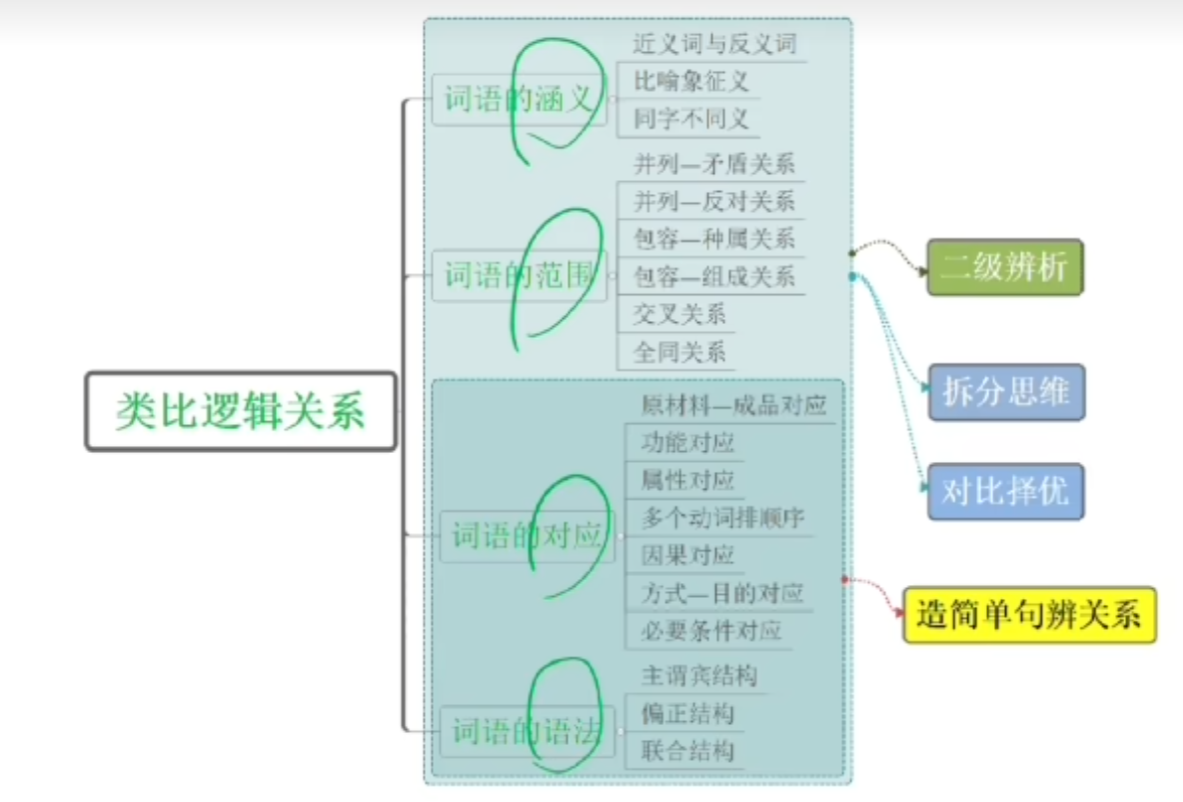 近义词与反义词
词语的涵义
比喻象征义
同字不同义
并列—矛盾关系
并列—反对关系
包容—种属关系
词语的范围
包容—组成关系
交叉关系
全同关系
二级辨析
拆分思维
类比逻辑关系
原材料—成品对应
功能对应
属性对应
对比择优
多个动词排顺序
词语的对应
因果对应
方式—目的对应
必要条件对应
造简单句辨关系
主谓宾结构
偏正结构
词语的语法
联合结构